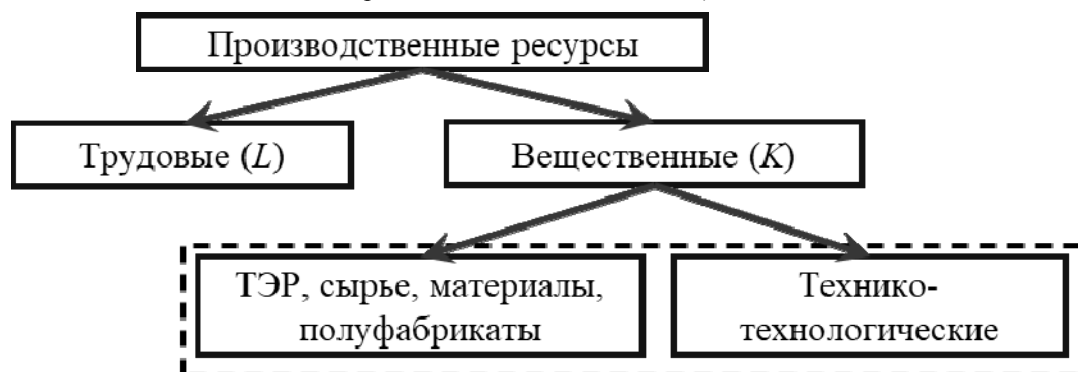 Производственные ресурсы
Трудовые (L)
Вещественные (K)
ТЭР, сырье, материалы,
полуфабрикаты
Технико-
технологические